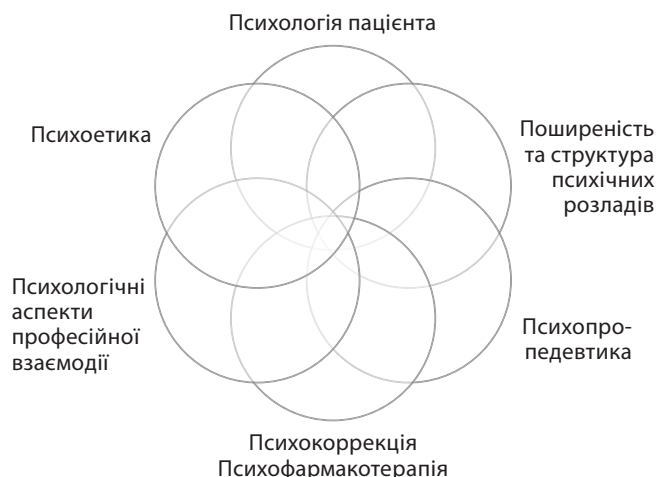 Психологія пацієнта
Психоетика
Поширеність
та структура
психічних
розладів
Психологічні
аспекти
професійної
взаємодії
Психопро-
педевтика
Психокоррекція
Психофармакотерапія